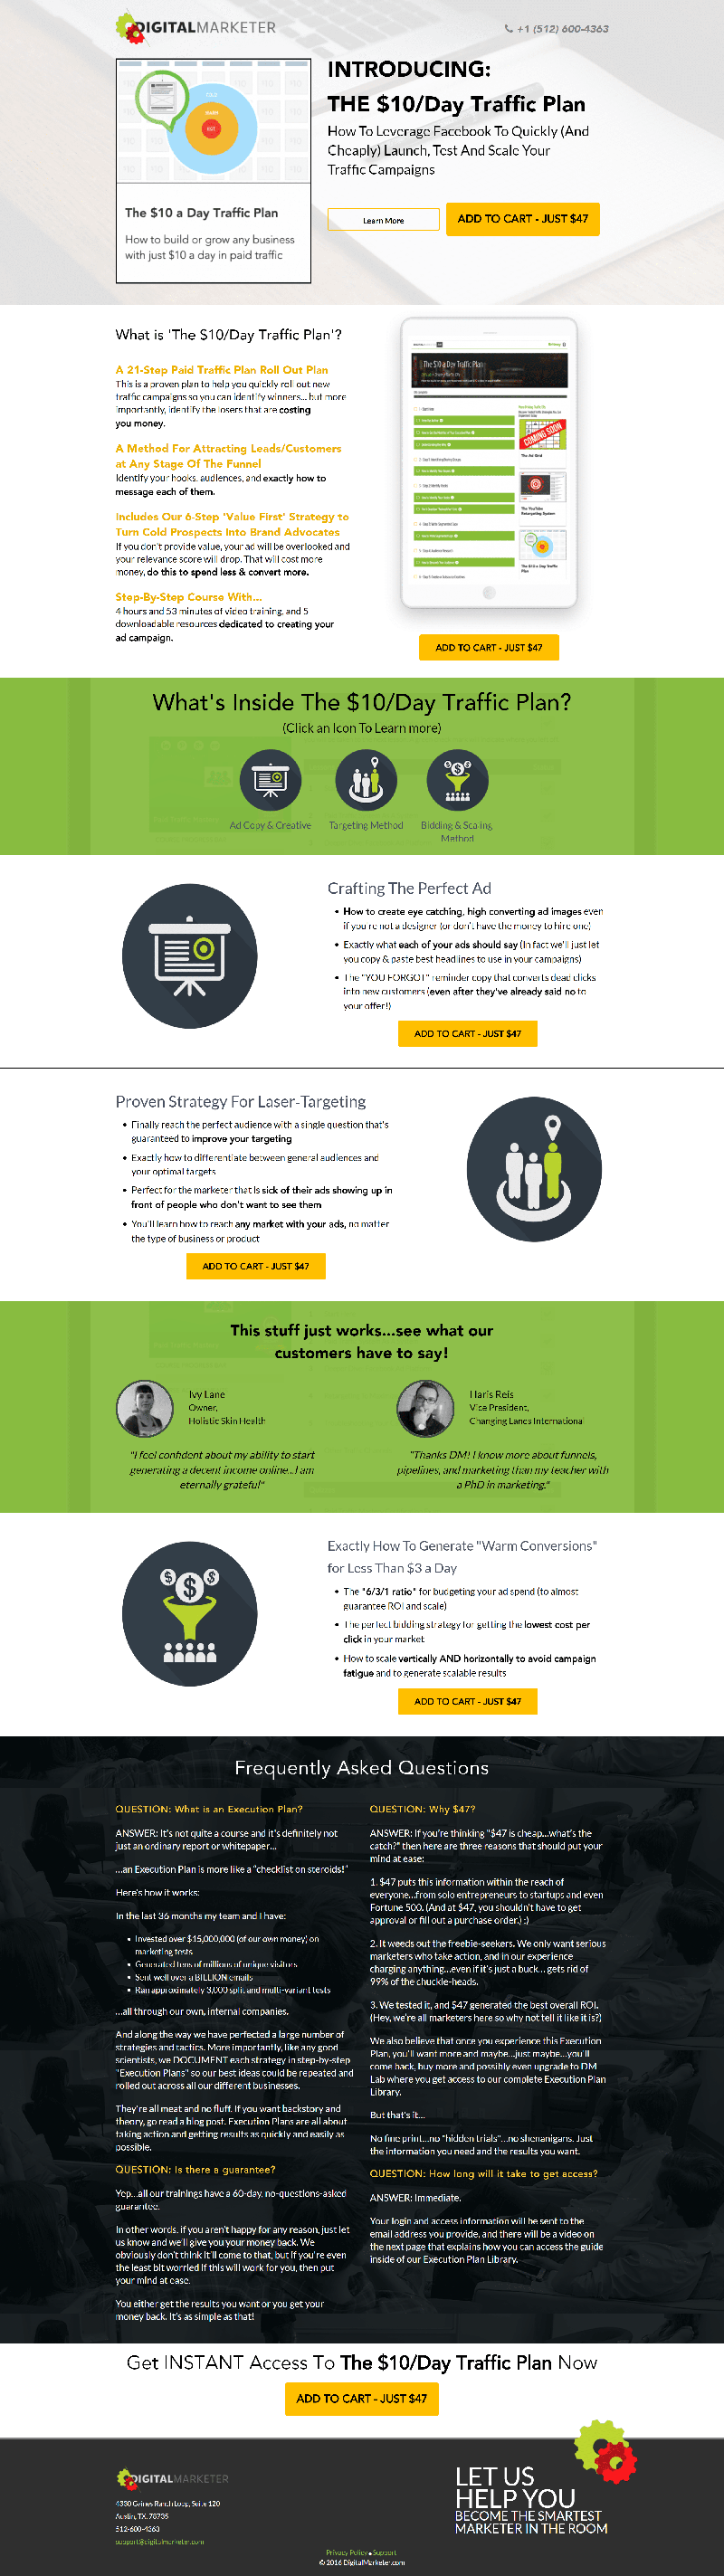 DIGITALMARKETER
+1 (512) 600-4363
INTRODUCING:
THE $10/Day Traffic Plan
How To Leverage Facebook To Quickly (And
Cheaply) Launch, Test And Scale Your
Traffic Campaigns
The $10 a Day Traffic Plan
How to build or grow any business
with just $10 a day in paid traffic
Learn More
ADD TO CART - JUST $47
What is 'The $10/Day Traffic Plan'?
A 21-Step Paid Traffic Plan Roll Out Plan
This is a proven plan to help you quickly roll out new
traffic campaigns so you can identify winners... but more
importantly, identify the losers that are costing
you money.
A Method For Attracting Leads/Customers
at Any Stage Of The Funnel
Identify your hooks, audiences, and exactly how to
message each of them.
Includes Our 6-Step 'Value First' Strategy to
Turn Cold Prospects Into Brand Advocates
If you don't provide value, your ad will be overlooked and
your relevance score will drop. That will cost more
money, do this to spend less & convert more.
Step-By-Step Course With...
4 hours and 53 minutes of video training, and 5
downloadable resources dedicated to creating your
ad campaign.
The $10 a Day Traffic Plan
COMING SOON
The Ad Grid
ADD TO CART - JUST $47
What's Inside The $10/Day Traffic Plan?
(Click an Icon To Learn more)
Ad Copy & Creative
Targeting Method
Bidding & Scaling
Method
Crafting The Perfect Ad
• How to create eye catching, high converting ad images even
if you're not a designer (or don't have the money to hire one)
• Exactly what each of your ads should say (In fact we'll just let
you copy & paste best headlines to use in your campaigns)
• The "YOU FORGOT" reminder copy that converts dead clicks
into new customers (even after they've already said no to
your offer!)
ADD TO CART - JUST $47
Proven Strategy For Laser-Targeting
• Finally reach the perfect audience with a single question that's
guaranteed to improve your targeting
• Exactly how to differentiate between general audiences and
your optimal targets
• Perfect for the marketer that is sick of their ads showing up in
front of people who don't want to see them
• You'll learn how to reach any market with your ads, no matter
the type of business or product
ADD TO CART - JUST $47
This stuff just works...see what our
customers have to say!
Ivy Lane
Owner,
Holistic Skin Health
"I feel confident about my ability to start
generating a decent income online...I am
eternally grateful"
Haris Reis
Vice President,
Changing Lanes International
"Thanks DM! I know more about funnels,
pipelines, and marketing than my teacher with
a PhD in marketing."
Exactly How To Generate "Warm Conversions"
for Less Than $3 a Day
• The "6/3/1 ratio" for budgeting your ad spend (to almost
guarantee ROI and scale)
• The perfect bidding strategy for getting the lowest cost per
click in your market
• How to scale vertically AND horizontally to avoid campaign
fatigue and to generate scalable results
ADD TO CART - JUST $47
Frequently Asked Questions
QUESTION: What is an Execution Plan?
ANSWER: It's not quite a course and it's definitely not
just an ordinary report or whitepaper...
...an Execution Plan is more like a "checklist on steroids!"
Here's how it works:
In the last 36 months my team and I have:
• Invested over $15,000,000 (of our own money) on
marketing tests
• Generated tens of millions of unique visitors
• Sent well over a BILLION emails
• Ran approximately 3,000 split and multi-variant tests
...all through our own, internal companies.
And along the way we have perfected a large number of
strategies and tactics. More importantly, like any good
scientists, we DOCUMENT each strategy in step-by-step
"Execution Plans" so our best ideas could be repeated and
rolled out across all our different businesses.
They're all meat and no fluff. If you want backstory and
theory, go read a blog post. Execution Plans are all about
taking action and getting results as quickly and easily as
possible.
QUESTION: Is there a guarantee?
Yep...all our trainings have a 60-day, no-questions-asked
guarantee.
In other words, if you aren't happy for any reason, just let
us know and we'll give you your money back. We
obviously don't think it'll come to that, but if you're even
the least bit worried if this will work for you, then put
your mind at ease.
You either get the results you want or you get your
money back. It's as simple as that!
QUESTION: Why $47?
ANSWER: If you're thinking "$47 is cheap...what's the
catch?" then here are three reasons that should put your
mind at ease:
1. $47 puts this information within the reach of
everyone...from solo entrepreneurs to startups and even
Fortune 500. (And at $47, you shouldn't have to get
approval or fill out a purchase order.) :)
2. It weeds out the freebie-seekers. We only want serious
marketers who take action, and in our experience
charging anything...even if it's just a buck... gets rid of
99% of the chuckle-heads.
3. We tested it, and $47 generated the best overall ROI.
(Hey, we're all marketers here so why not tell it like it is?)
We also believe that once you experience this Execution
Plan, you'll want more and maybe...just maybe...you'll
come back, buy more and possibly even upgrade to DM
Lab where you get access to our complete Execution Plan
Library.
But that's it...
No fine print...no "hidden trials"...no shenanigans. Just
the information you need and the results you want.
QUESTION: How long will it take to get access?
ANSWER: Immediate.
Your login and access information will be sent to the
email address you provide, and there will be a video on
the next page that explains how you can access the guide
inside of our Execution Plan Library.
Get INSTANT Access To The $10/Day Traffic Plan Now
ADD TO CART - JUST $47
DIGITALMARKETER
4330 Gaines Ranch Loop, Suite 120
Austin, TX, 78735
512-600-4363
support@digitalmarketer.com
LET US
HELP YOU
BECOME THE SMARTEST
MARKETER IN THE ROOM
Privacy Policy • Support
© 2016 DigitalMarketer.com